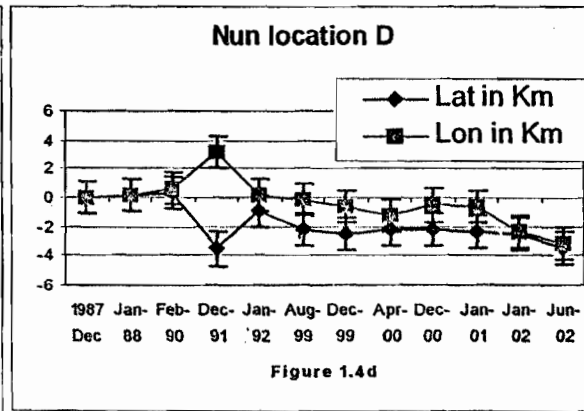 Nun location D
Lat in Km
Lon in Km
6
4
2
0
-2
-4
-6
1987 Jan- Feb- Dec- Jan- Aug- Dec- Apr- Dec- Jan- Jan- Jun-
Dec 88 90 91 '92 99 99 00 00 01 02 02
Figure 1.4d